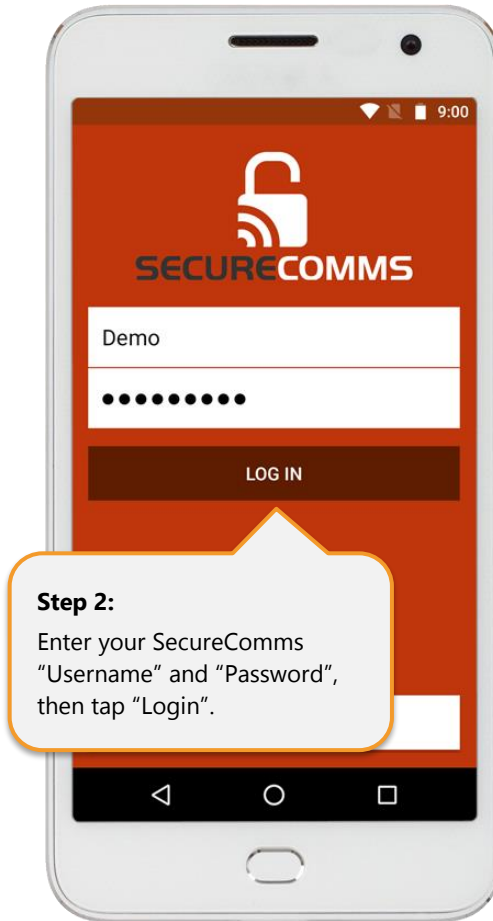 9:00
SECURECOMMS
Demo
LOG IN
Step 2:
Enter your SecureComms
“Username” and “Password”,
then tap “Login”.